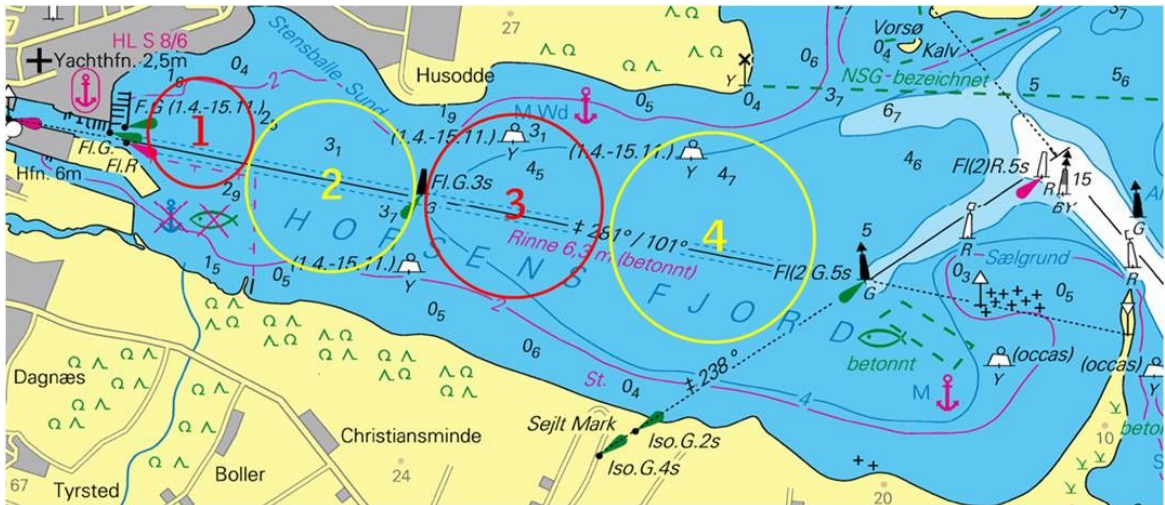 HL S 8/6
Yachthfn. 2,5m
F.G (1.4.-15.11.)
Fl.G.
Fl.R
Hfn. 6m
Stensballe Sund
Husodde
27
1
2
3
4
M Wd
(1.4.-15.11.)
(1.4.-15.11.)
(1.4.-15.11.)
Y
Y
Y
Y
Fl.G.3s
G
HORSENS FJORD
‡ 281°/101°
Rinne 6,3 m (betonnt)
Fl(2)G.5s
G
Vorsø
Kalv
NSG-bezeichnet
Fl(2)R.5s
R
15
6Y
G
R
R
Sælgrund
betonnt
M
(occas)
Y
(occas)
Y
‡ 238°
St.
Sejlt Mark
Iso.G.2s
Iso.G.4s
Dagnæs
Christiansminde
Boller
Tyrsted
67
24
20
10